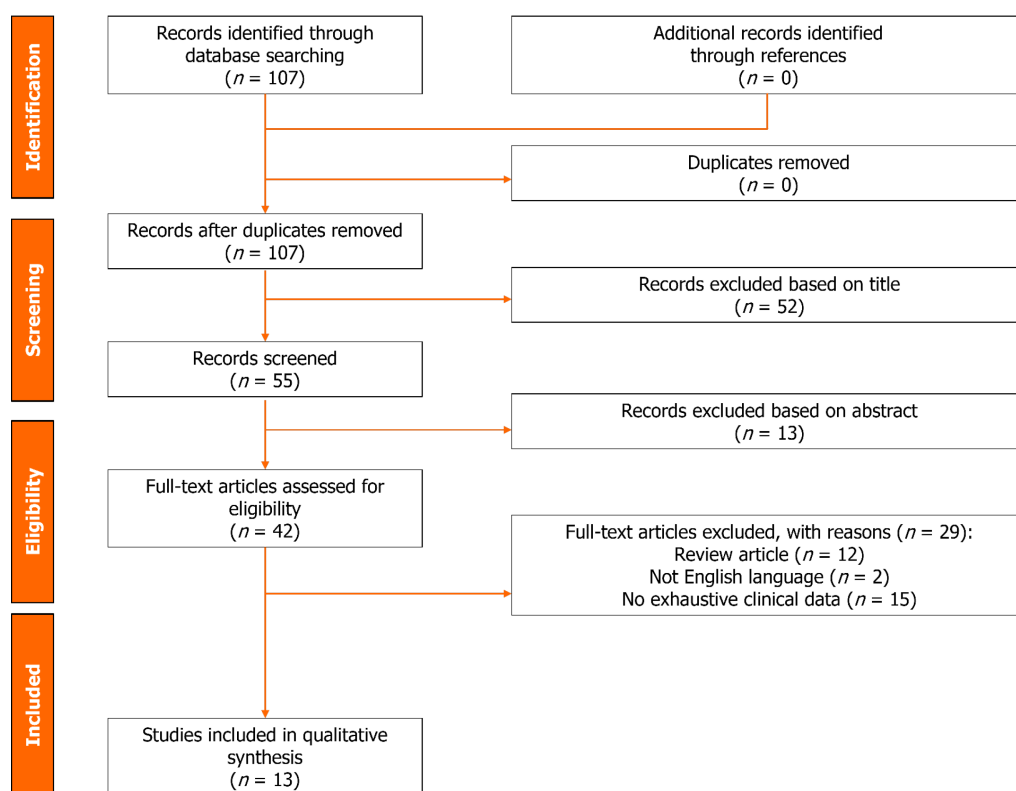 Identification
Records identified through
database searching
(n = 107)
Additional records identified
through references
(n = 0)
Duplicates removed
(n = 0)
Screening
Records after duplicates removed
(n = 107)
Records excluded based on title
(n = 52)
Records screened
(n = 55)
Records excluded based on abstract
(n = 13)
Eligibility
Full-text articles assessed for
eligibility
(n = 42)
Full-text articles excluded, with reasons (n = 29):
Review article (n = 12)
Not English language (n = 2)
No exhaustive clinical data (n = 15)
Included
Studies included in qualitative
synthesis
(n = 13)